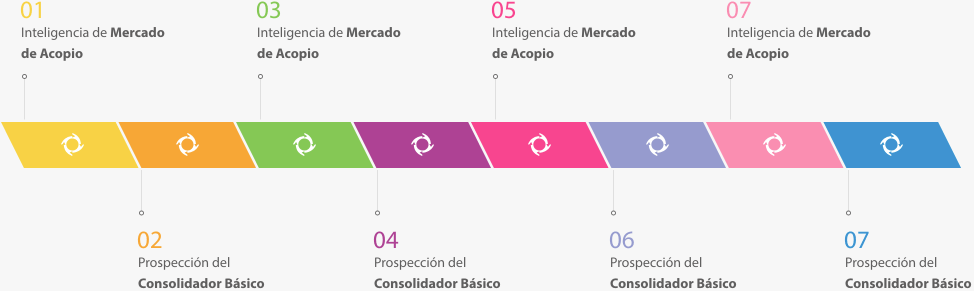 01
Inteligencia de Mercado
de Acopio
03
Inteligencia de Mercado
de Acopio
05
Inteligencia de Mercado
de Acopio
07
Inteligencia de Mercado
de Acopio
02
Prospección del
Consolidador Básico
04
Prospección del
Consolidador Básico
06
Prospección del
Consolidador Básico
07
Prospección del
Consolidador Básico